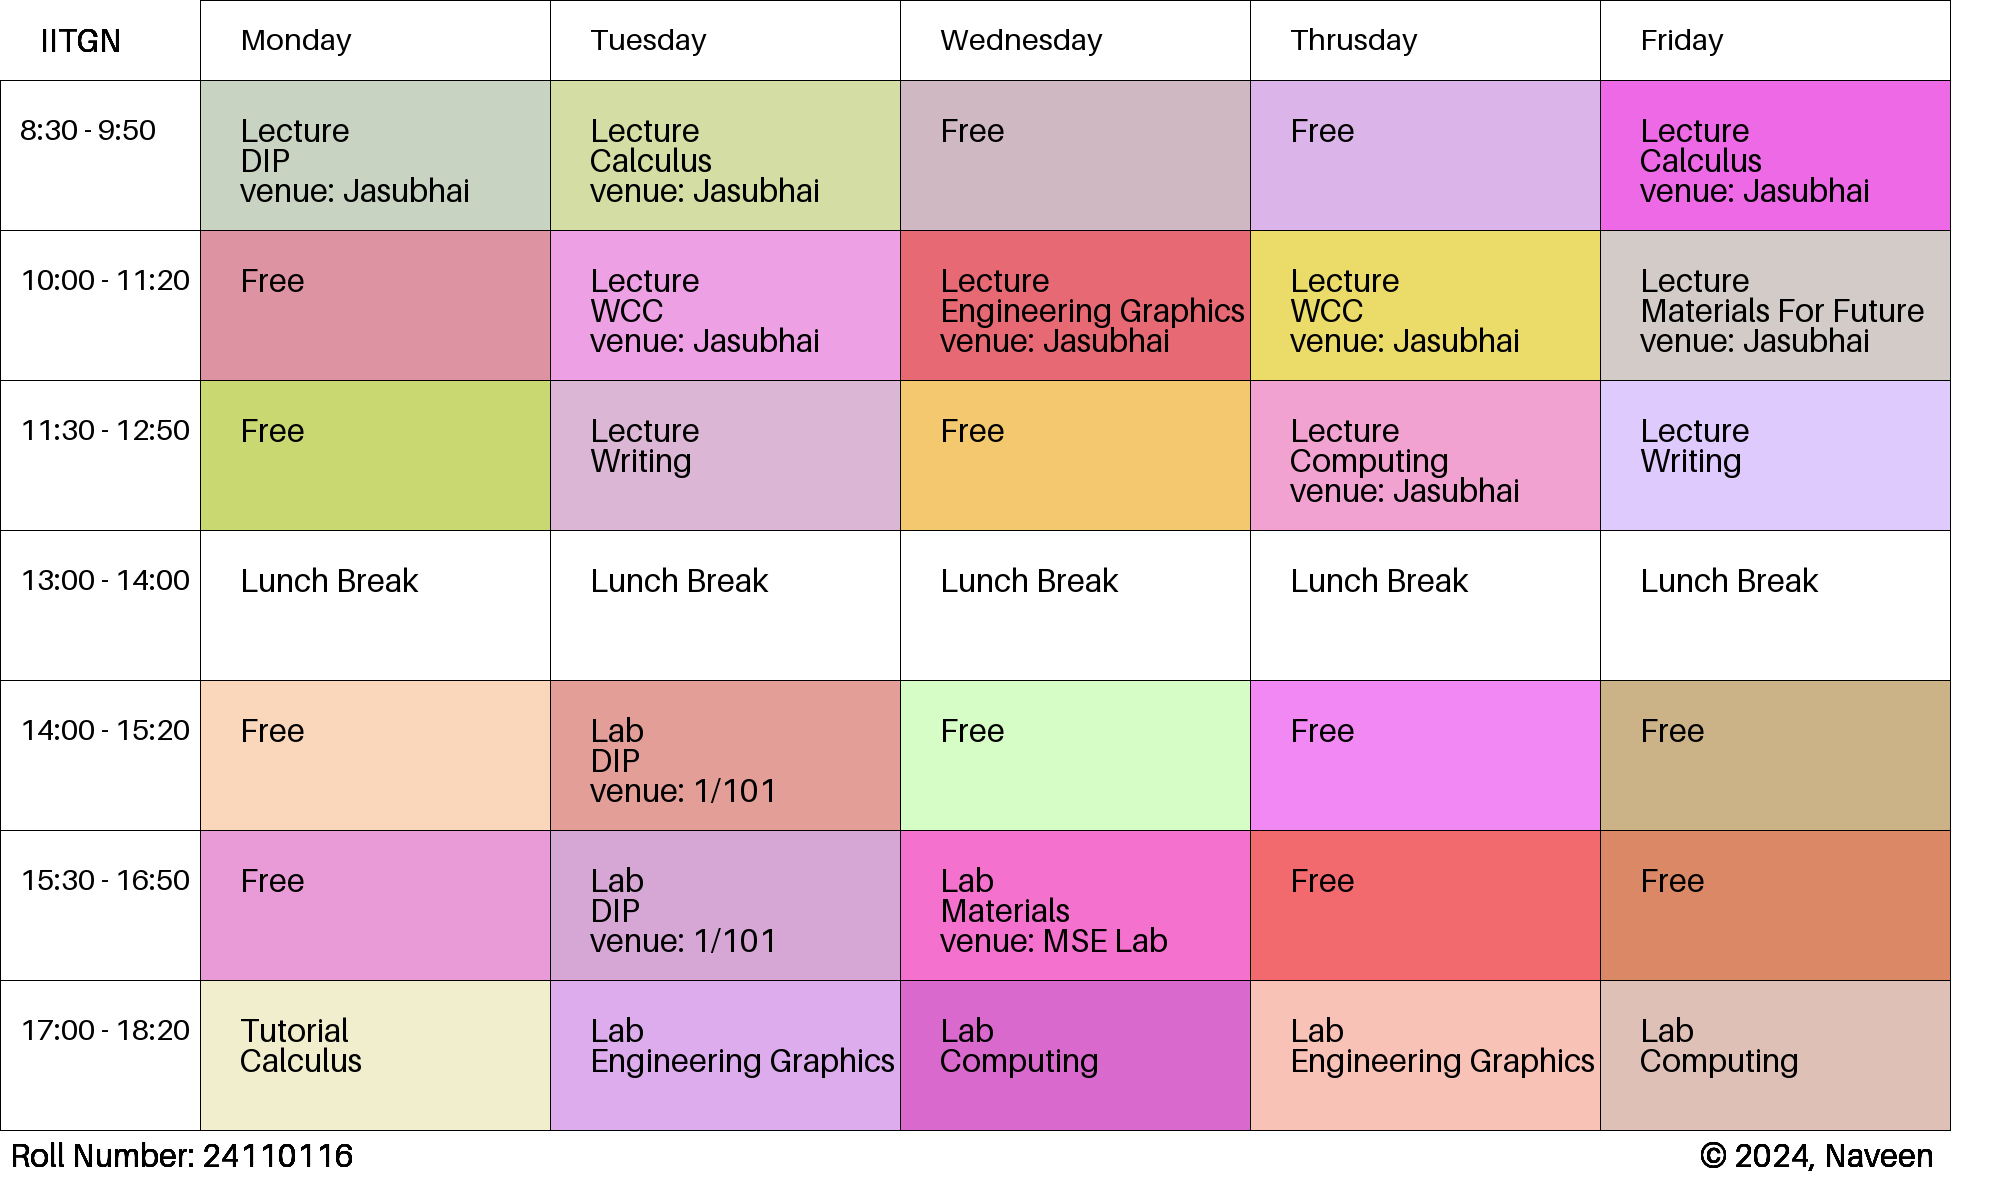 IITGN
Monday
Tuesday
Wednesday
Thrusday
Friday
8:30 - 9:50
Lecture
DIP
venue: Jasubhai
Lecture
Calculus
venue: Jasubhai
Free
Free
Lecture
Calculus
venue: Jasubhai
10:00 - 11:20
Free
Lecture
WCC
venue: Jasubhai
Lecture
Engineering Graphics
venue: Jasubhai
Lecture
WCC
venue: Jasubhai
Lecture
Materials For Future
venue: Jasubhai
11:30 - 12:50
Free
Lecture
Writing
Free
Lecture
Computing
venue: Jasubhai
Lecture
Writing
13:00 - 14:00
Lunch Break
Lunch Break
Lunch Break
Lunch Break
Lunch Break
14:00 - 15:20
Free
Lab
DIP
venue: 1/101
Free
Free
Free
15:30 - 16:50
Free
Lab
DIP
venue: 1/101
Lab
Materials
venue: MSE Lab
Free
Free
17:00 - 18:20
Tutorial
Calculus
Lab
Engineering Graphics
Lab
Computing
Lab
Engineering Graphics
Lab
Computing
Roll Number: 24110116
© 2024, Naveen